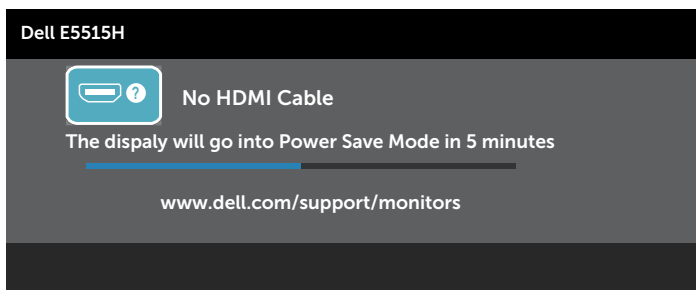 Dell E5515H
?
No HDMI Cable
The dispaly will go into Power Save Mode in 5 minutes
www.dell.com/support/monitors